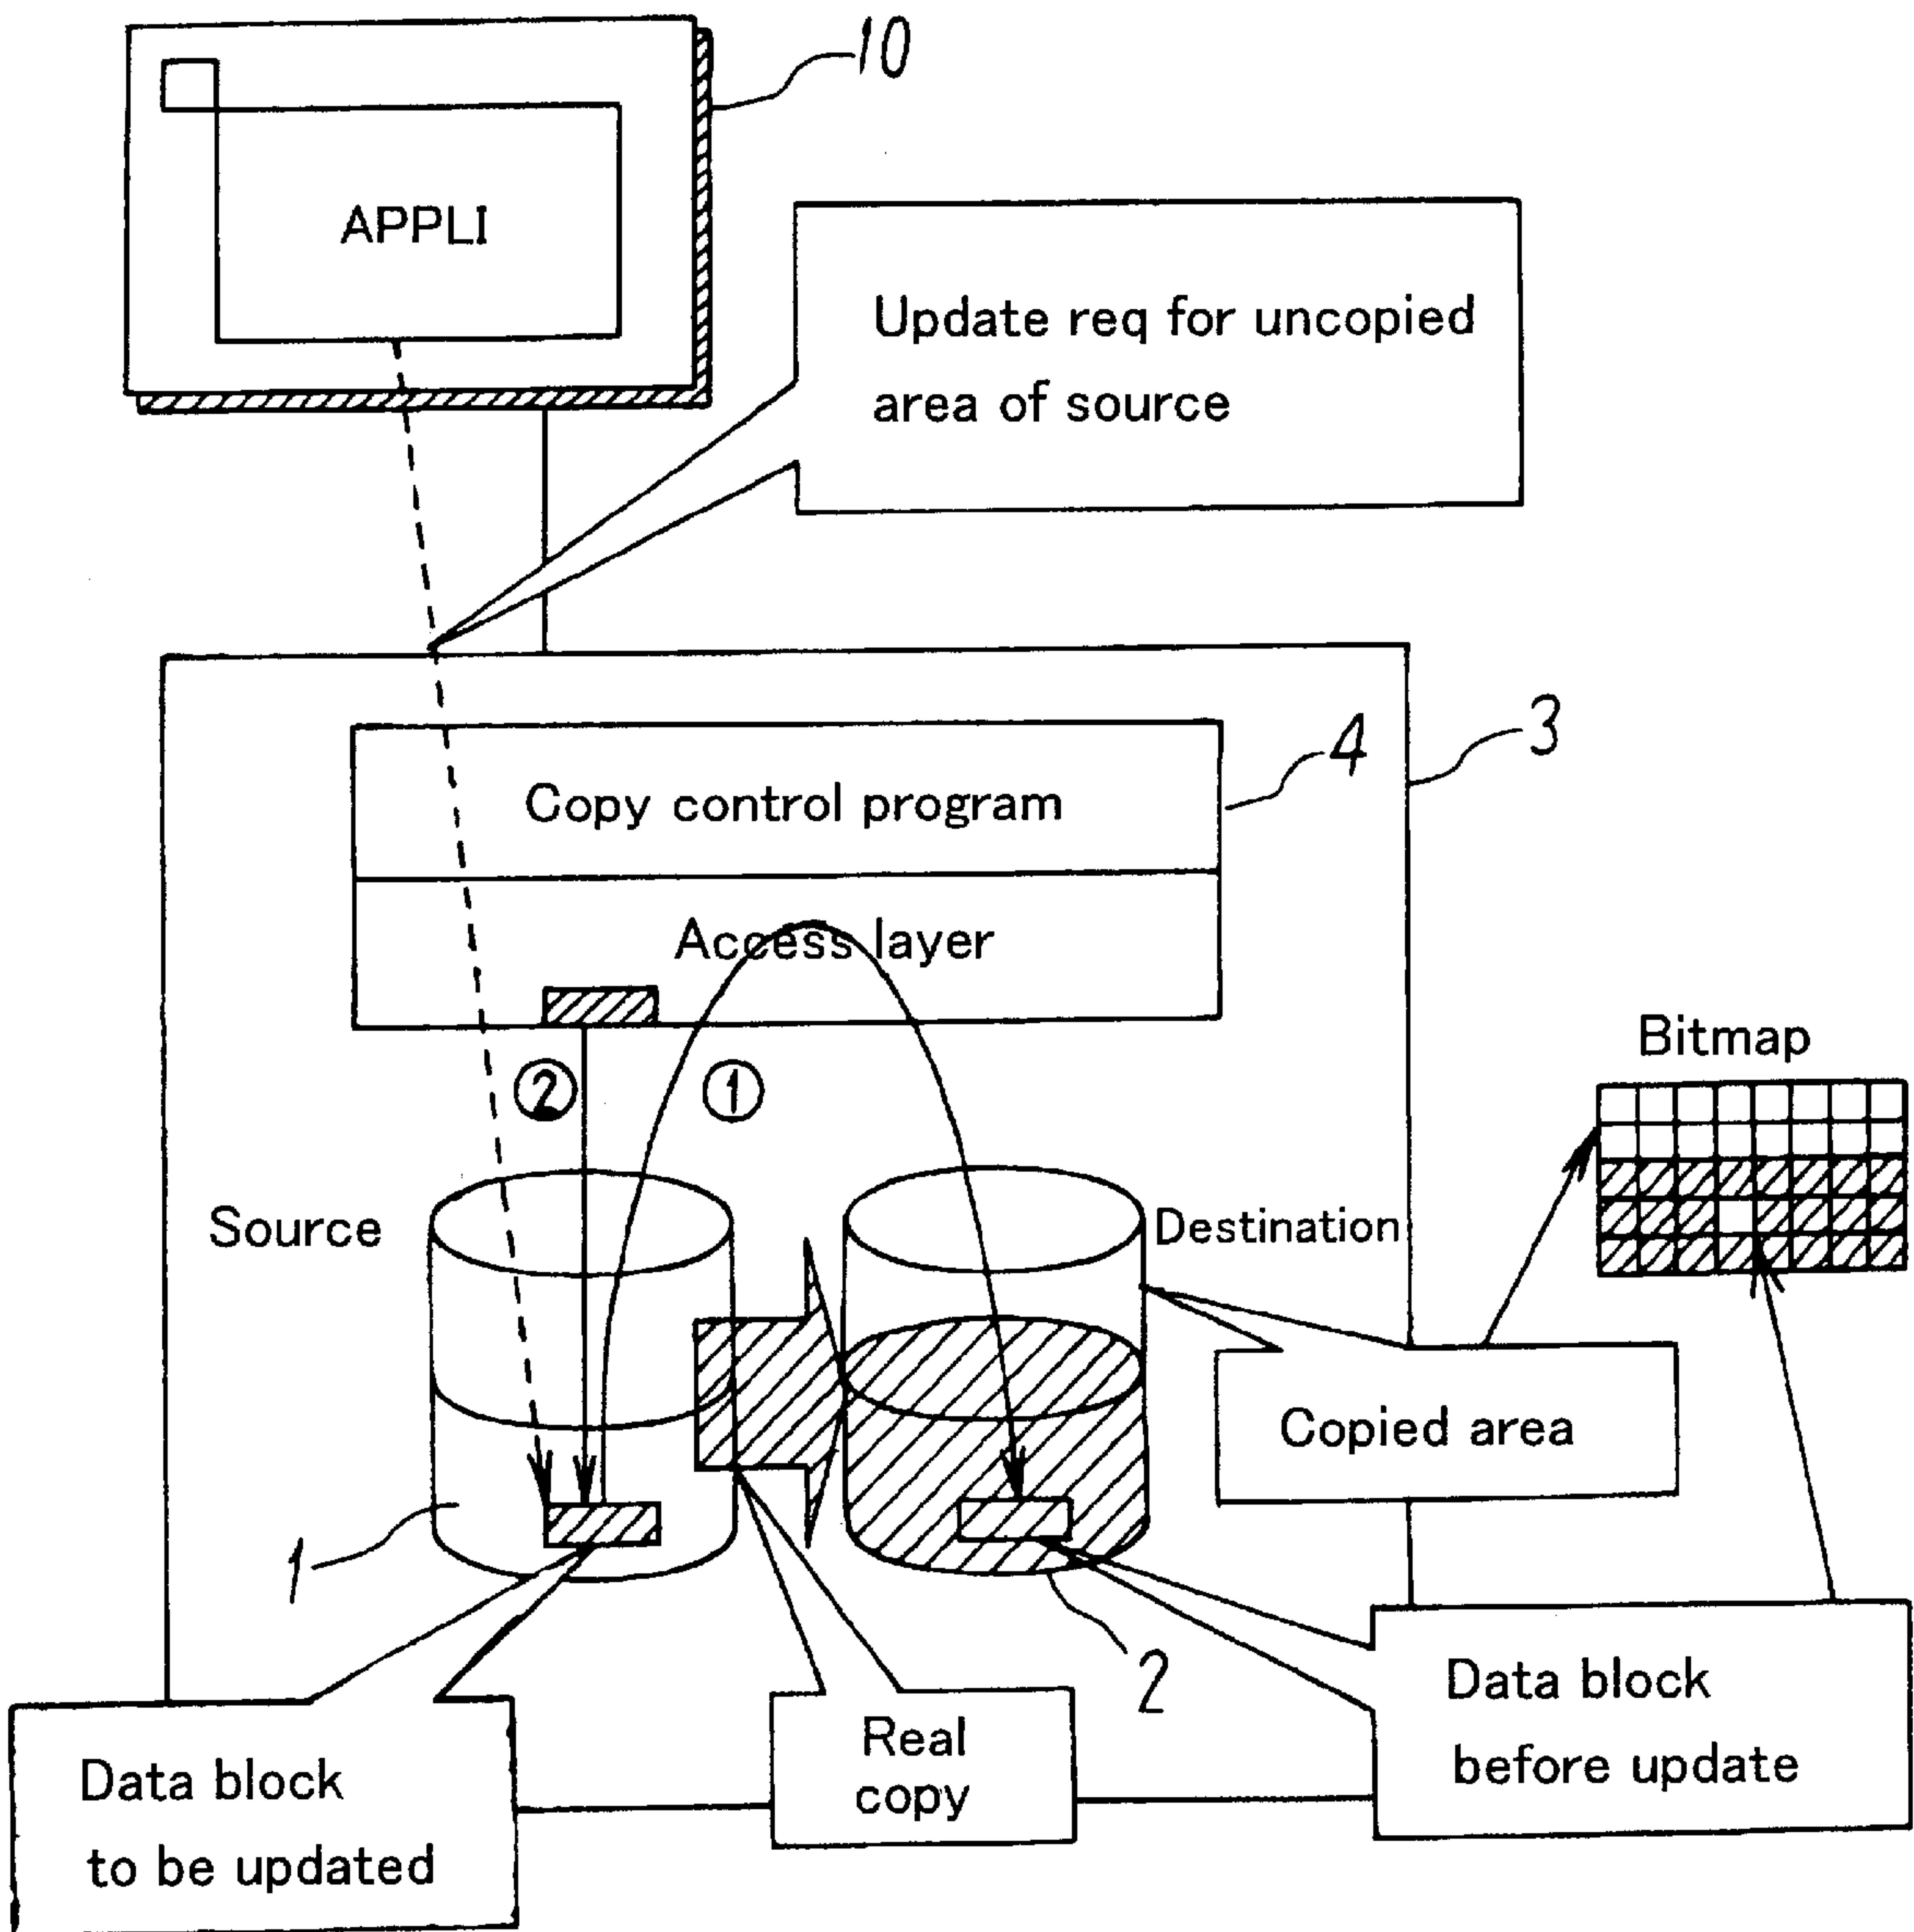 10
APPLI
Update req for uncopied
area of source
3
4
Copy control program
Access layer
② ①
Bitmap
Source
Destination
Copied area
1
2
Data block
before update
Real
copy
Data block
to be updated